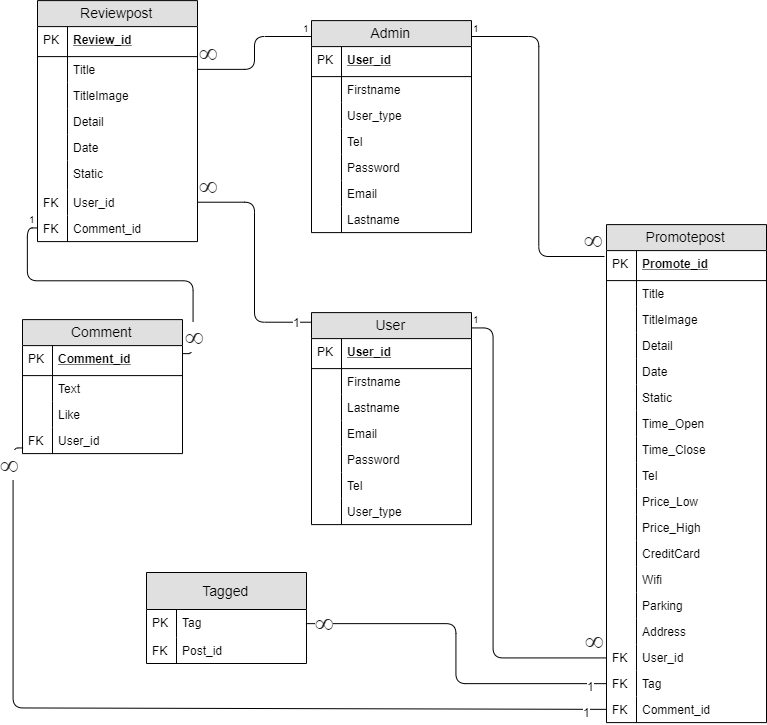 Reviewpost
PK Review_id
Title
TitleImage
Detail
Date
Static
FK User_id
FK Comment_id
∞
∞
1
1
Admin
1
PK User_id
Firstname
User_type
Tel
Password
Email
Lastname
∞
Promotepost
PK Promote_id
Title
TitleImage
Detail
Date
Static
Time_Open
Time_Close
Tel
Price_Low
Price_High
CreditCard
Wifi
Parking
Address
FK User_id
FK Tag
FK Comment_id
∞
1
1
Comment
∞
PK Comment_id
Text
Like
FK User_id
∞
1
User
1
PK User_id
Firstname
Lastname
Email
Password
Tel
User_type
Tagged
PK Tag
FK Post_id
∞